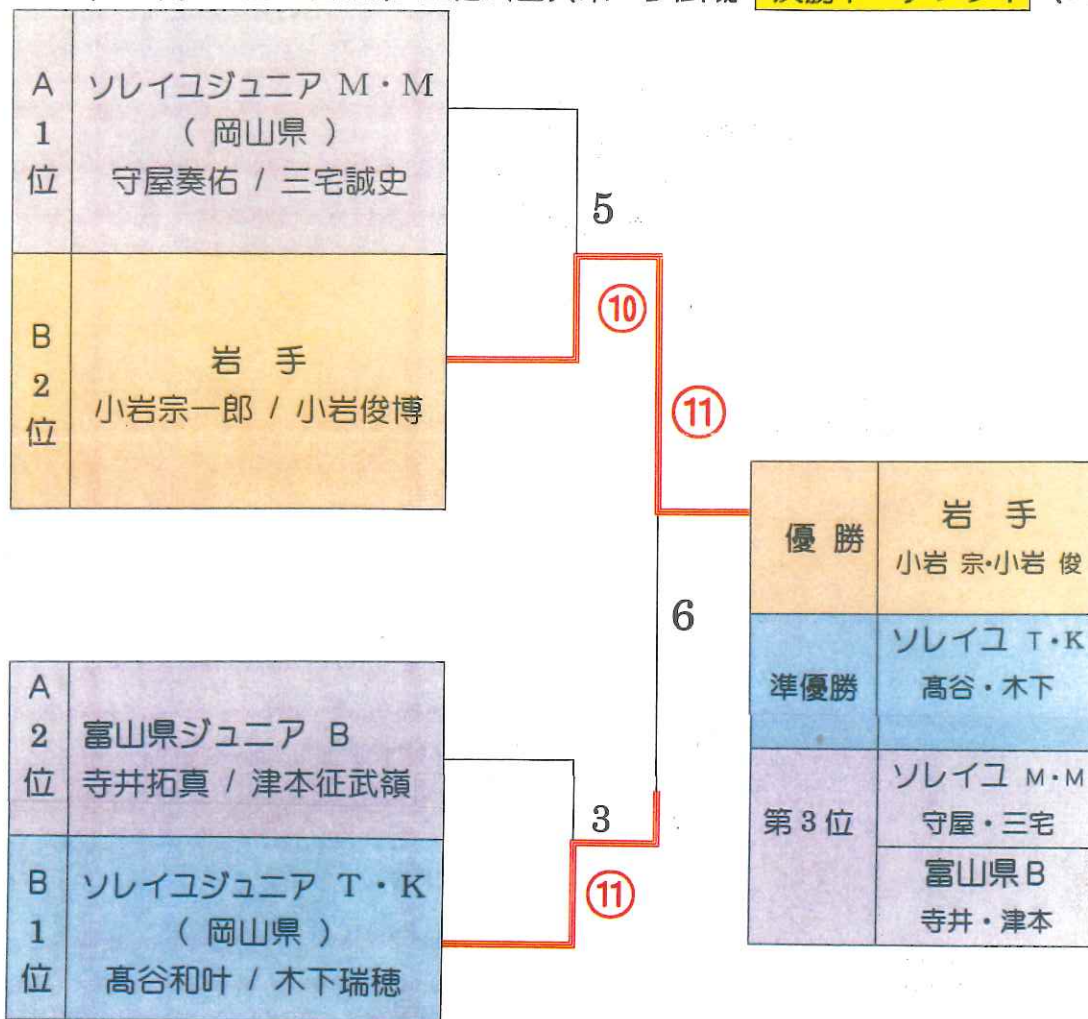 A
1
位
ソレイユジュニア M・M
( 岡山県 )
守屋奏佑 / 三宅誠史
5
B
2
位
岩 手
小岩宗一郎 / 小岩俊博
⑩
⑪
優 勝
岩 手
小岩 宗・小岩 俊
6
準優勝
ソレイユ T・K
髙谷・木下
A
2
位
富山県ジュニア B
寺井拓真 / 津本征武嶺
第3位
ソレイユ M・M
守屋・三宅
富山県B
寺井・津本
3
B
1
位
ソレイユジュニア T・K
( 岡山県 )
髙谷和叶 / 木下瑞穂
⑪